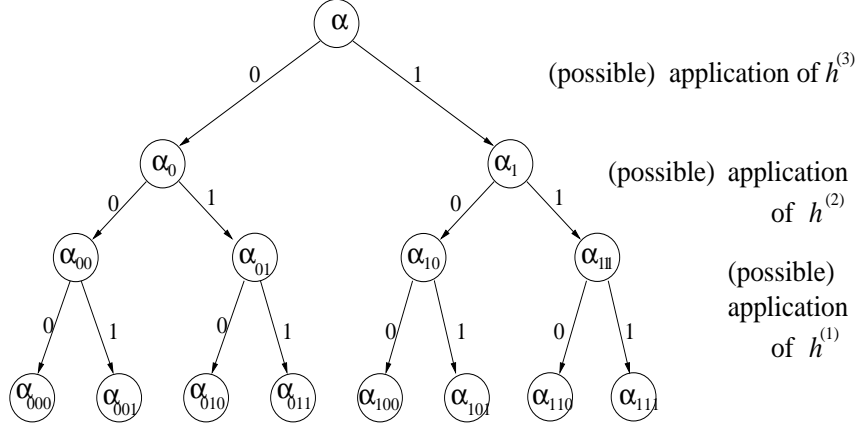 α
0 1 (possible) application of h^(3)
α_0 α_1
0 1 0 1 (possible) application
of h^(2)
α_00 α_01 α_10 α_111
(possible)
application
0 1 0 1 0 1 0 1
of h^(1)
α_000 α_001 α_010 α_011 α_100 α_101 α_110 α_111